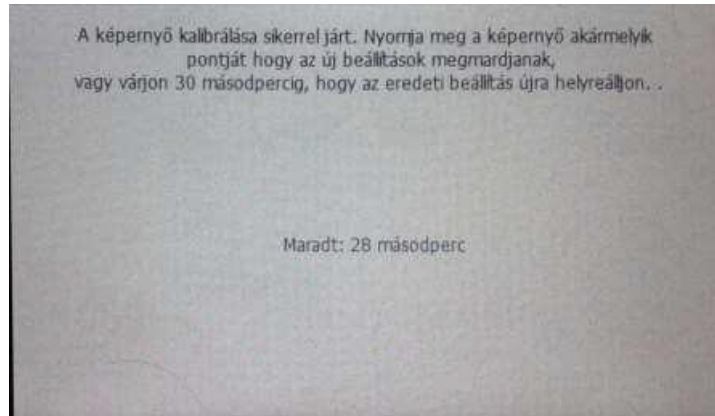 A képernyő kalibrálása sikerrel járt. Nyomja meg a képernyő akármelyik
pontját hogy az új beállítások megmardjanak,
vagy várjon 30 másodpercig, hogy az eredeti beállítás újra helyreálljon. .
Maradt: 28 másodperc